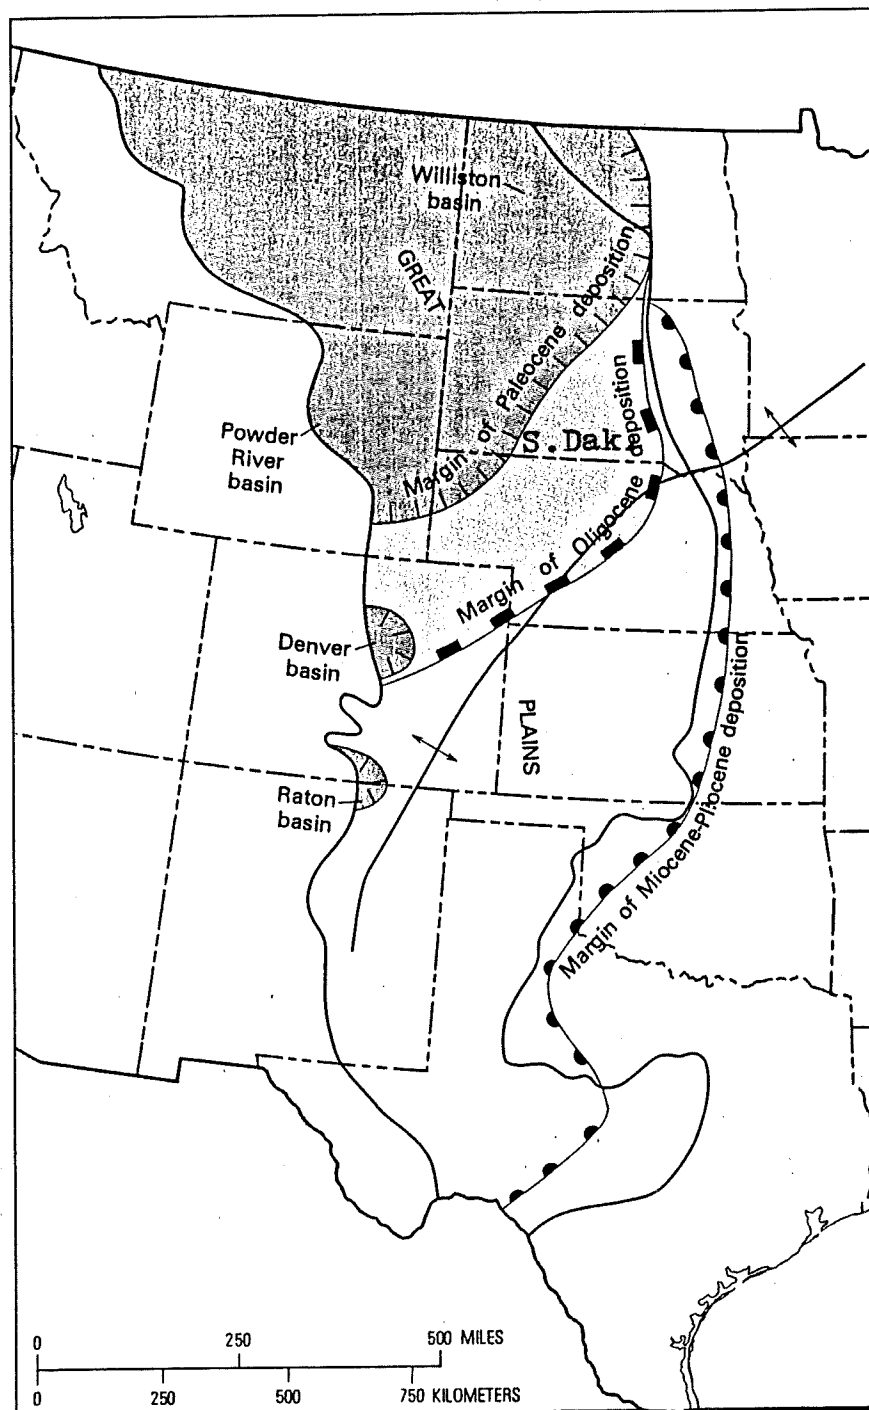 Williston
basin
GREAT
Margin of Paleocene deposition
Powder
River
basin
S.Dak
Margin of Oligocene deposition
Denver
basin
PLAINS
Raton
basin
Margin of Miocene-Pliocene deposition
0 250 500 MILES
0 250 500 750 KILOMETERS